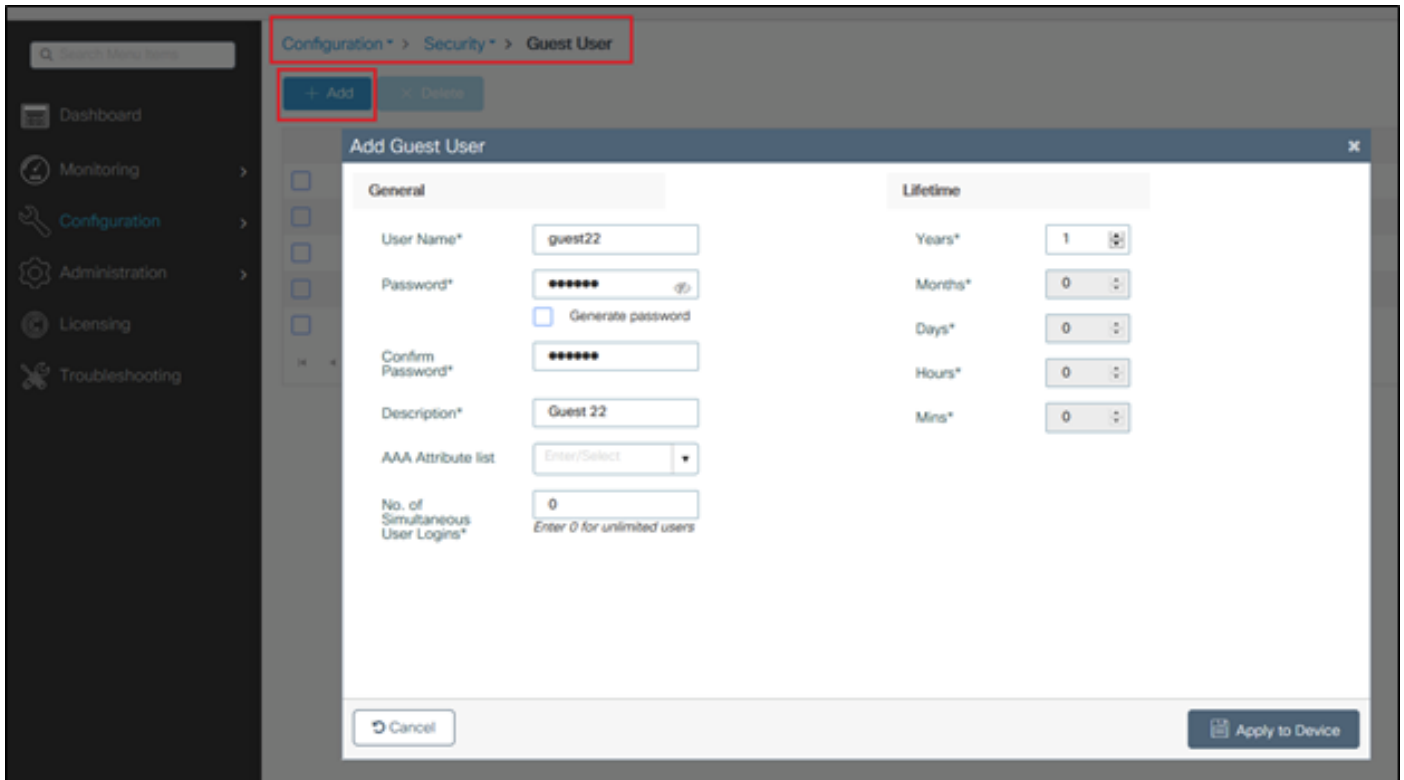 Search Menu Items
Configuration > Security > Guest User
+ Add
× Delete
Dashboard
Monitoring
Configuration
Administration
Licensing
Troubleshooting
Add Guest User
General
User Name*
guest22
Password*
••••••
Generate password
Confirm
Password*
••••••
Description*
Guest 22
AAA Attribute list
Enter/Select
No. of
Simultaneous
User Logins*
0
Enter 0 for unlimited users
Lifetime
Years*
1
Months*
0
Days*
0
Hours*
0
Mins*
0
Cancel
Apply to Device